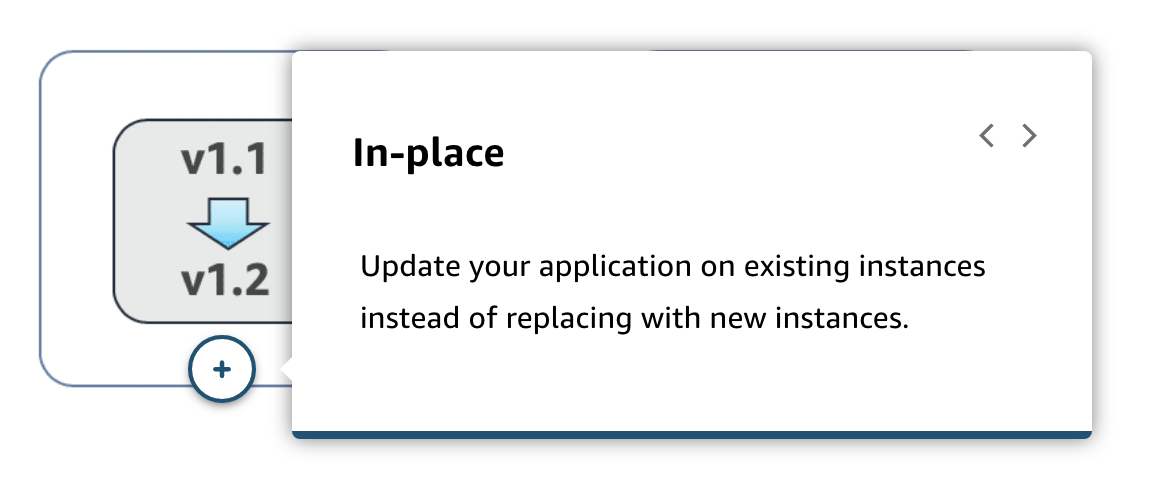 v1.1
v1.2
In-place
Update your application on existing instances
instead of replacing with new instances.